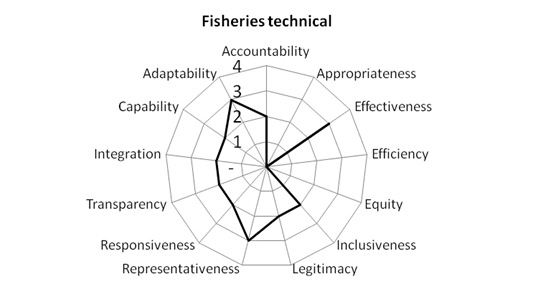 Fisheries technical
Accountability
4
Adaptability
Appropriateness
3
Capability
Effectiveness
2
1
Integration
Efficiency
-
Transparency
Equity
Responsiveness
Inclusiveness
Representativeness
Legitimacy